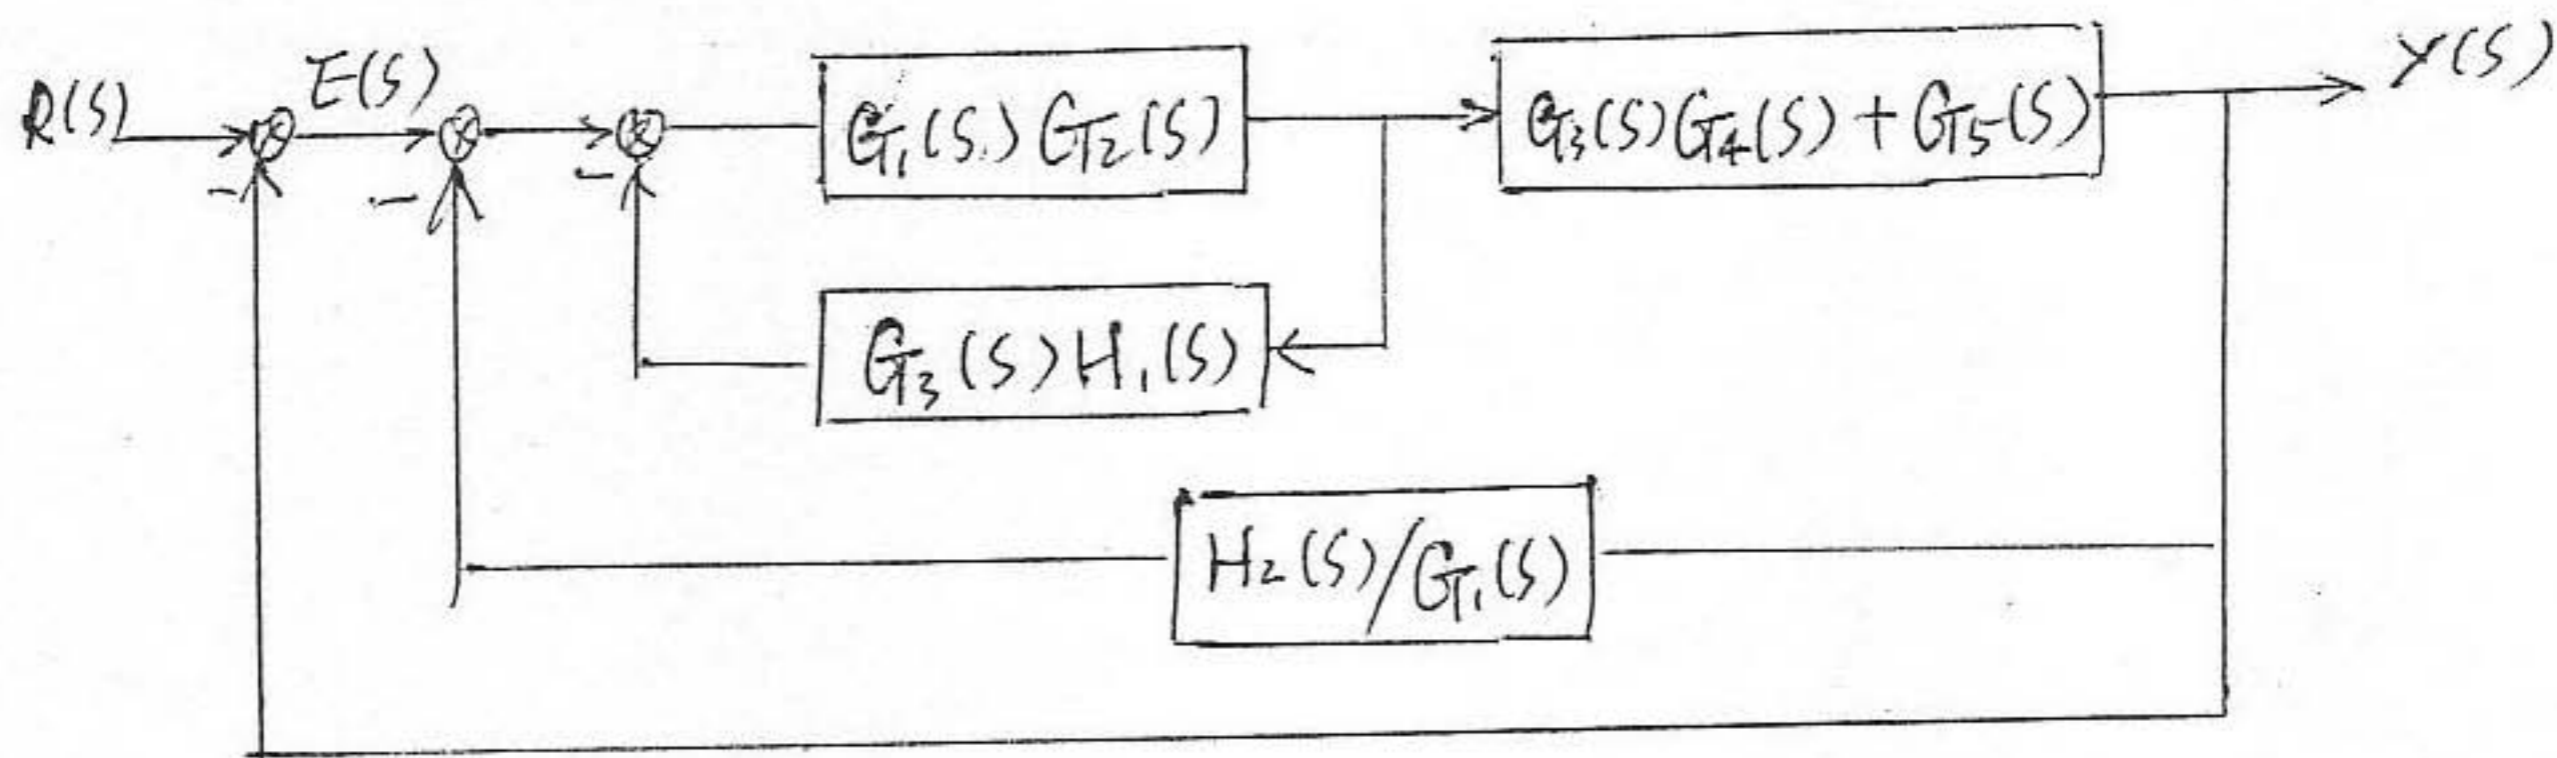 R(S)
E(S)
G1(S)G2(S)
G3(S)G4(S)+G5(S)
Y(S)
-
-
-
G3(S)H1(S)
H2(S)/G1(S)